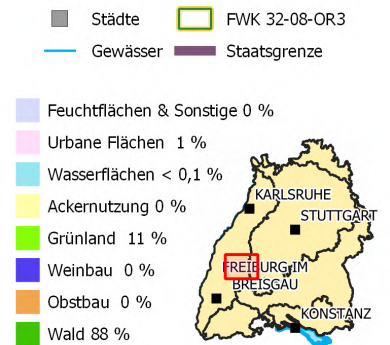 Städte
FWK 32-08-OR3
Gewässer
Staatsgrenze
Feuchtflächen & Sonstige 0 %
Urbane Flächen 1 %
Wasserflächen < 0,1 %
Ackernutzung 0 %
Grünland 11 %
Weinbau 0 %
Obstbau 0 %
Wald 88 %
KARLSRUHE
STUTTGART
FREIBURG IM
BREISGAU
KONSTANZ